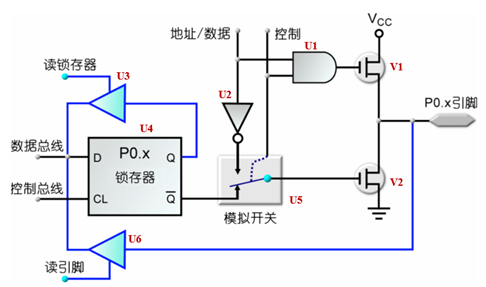 地址/数据 控制
VCC
U1
V1
读锁存器
U3
U2
P0.x引脚
U4
数据总线
D P0.x Q
锁存器
控制总线
CL Q
V2
U5
模拟开关
U6
读引脚